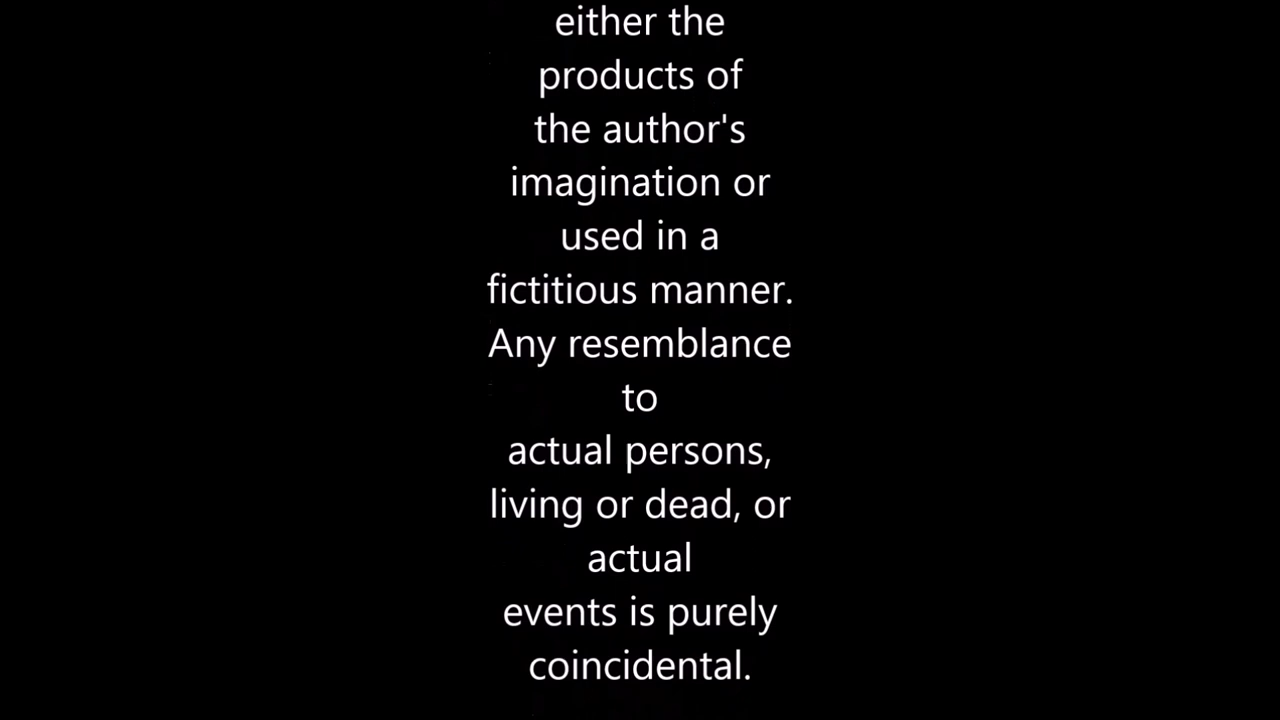 either the
products of
the author's
imagination or
used in a
fictitious manner.
Any resemblance
to
actual persons,
living or dead, or
actual
events is purely
coincidental.